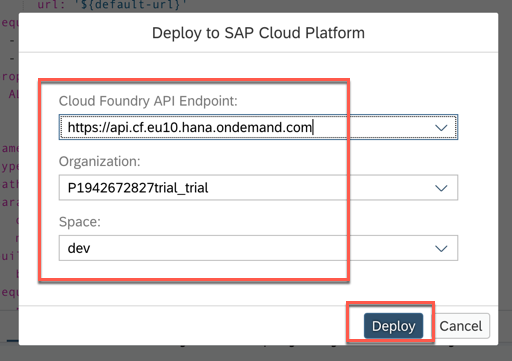 url: '${default-url}'
Deploy to SAP Cloud Platform
Cloud Foundry API Endpoint:
https://api.cf.eu10.hana.ondemand.com
Organization:
P1942672827trial_trial
Space:
dev
Deploy
Cancel